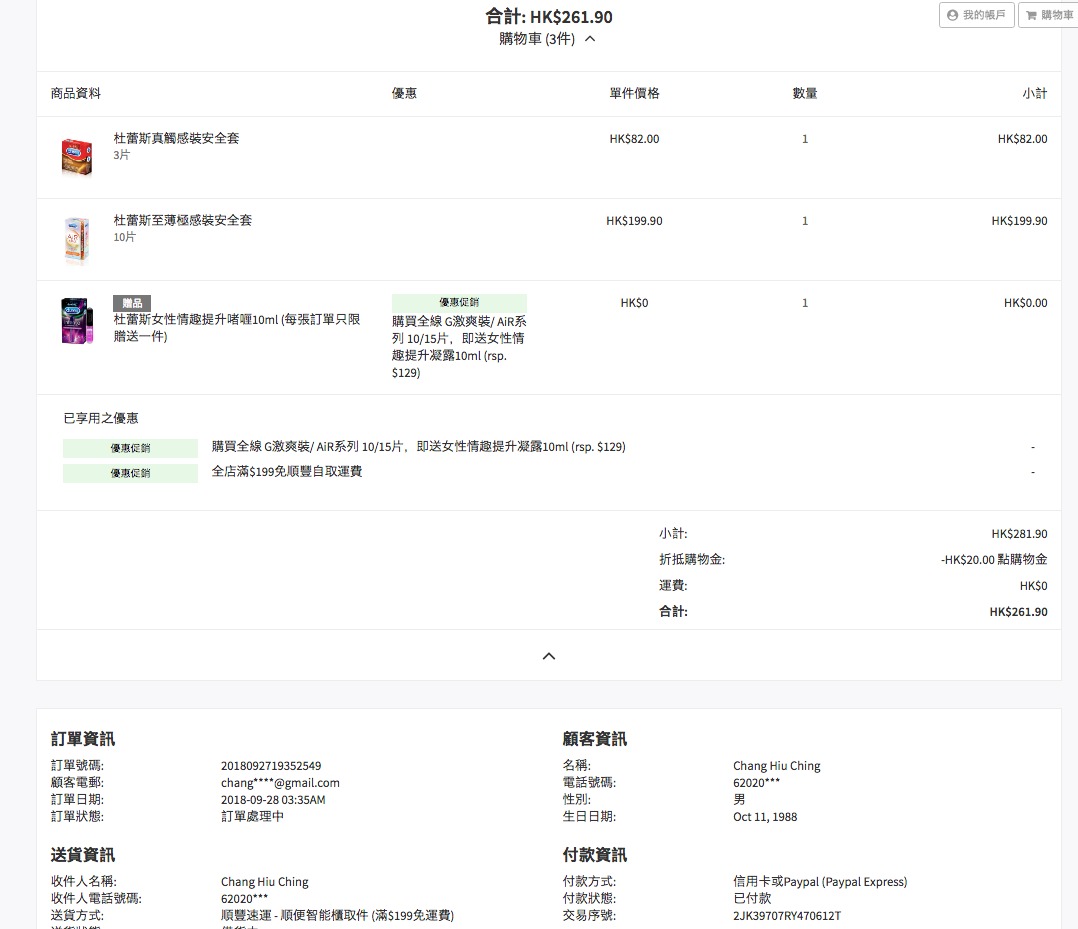 合計: HK$261.90
我的帳戶
購物車
購物車 (3件)
商品資料 優惠 單件價格 數量 小計
杜蕾斯真觸感裝安全套 HK$82.00 1 HK$82.00
3片
杜蕾斯至薄極感裝安全套 HK$199.90 1 HK$199.90
10片
贈品 優惠促銷 HK$0 1 HK$0.00
杜蕾斯女性情趣提升啫喱10ml (每張訂單只限
贈送一件)
購買全線 G激爽裝/ AiR系
列 10/15片，即送女性情
趣提升凝露10ml (rsp.
$129)
已享用之優惠
優惠促銷 購買全線 G激爽裝/ AiR系列 10/15片，即送女性情趣提升凝露10ml (rsp. $129) -
優惠促銷 全店滿$199免順豐自取運費 -
小計: HK$281.90
折抵購物金: -HK$20.00 點購物金
運費: HK$0
合計: HK$261.90
訂單資訊
訂單號碼: 2018092719352549
顧客電郵: chang****@gmail.com
訂單日期: 2018-09-28 03:35AM
訂單狀態: 訂單處理中
顧客資訊
名稱: Chang Hiu Ching
電話號碼: 62020***
性別: 男
生日日期: Oct 11, 1988
送貨資訊
收件人名稱: Chang Hiu Ching
收件人電話號碼: 62020***
送貨方式: 順豐速運 - 順便智能櫃取件 (滿$199免運費)
付款資訊
付款方式: 信用卡或Paypal (Paypal Express)
付款狀態: 已付款
交易序號: 2JK39707RY470612T